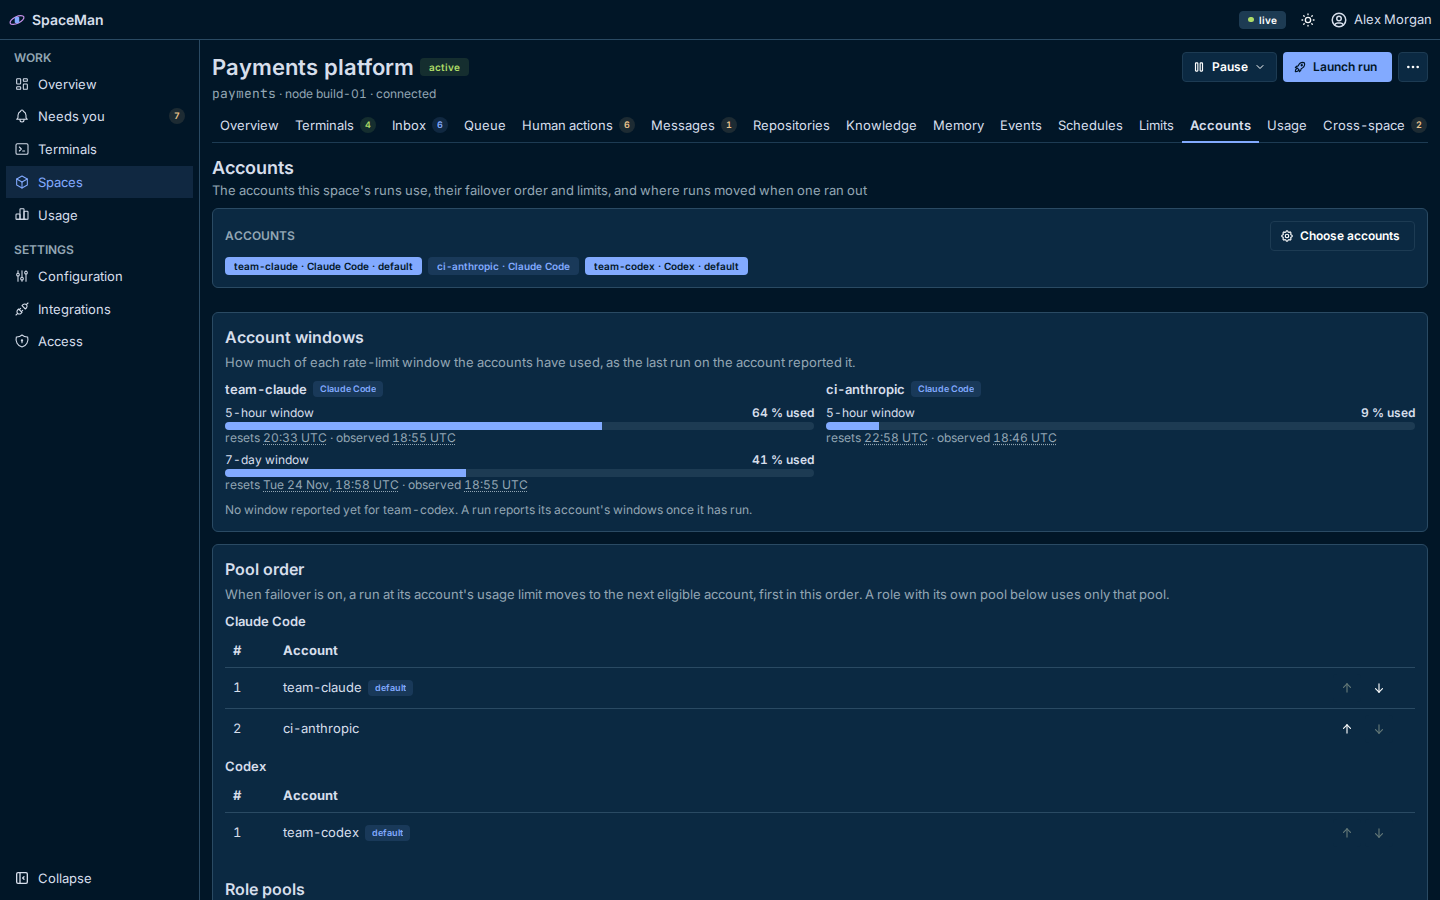 SpaceMan
live
Alex Morgan
WORK
Overview
Needs you 7
Terminals
Spaces
Usage
SETTINGS
Configuration
Integrations
Access
Collapse
Payments platform active
payments · node build-01 · connected
Pause
Launch run
Overview Terminals 4 Inbox 6 Queue Human actions 6 Messages 1 Repositories Knowledge Memory Events Schedules Limits Accounts Usage Cross-space 2
Accounts
The accounts this space's runs use, their failover order and limits, and where runs moved when one ran out
ACCOUNTS
Choose accounts
team-claude · Claude Code · default ci-anthropic · Claude Code team-codex · Codex · default
Account windows
How much of each rate-limit window the accounts have used, as the last run on the account reported it.
team-claude Claude Code
5-hour window 64 % used
resets 20:33 UTC · observed 18:55 UTC
7-day window 41 % used
resets Tue 24 Nov, 18:58 UTC · observed 18:55 UTC
ci-anthropic Claude Code
5-hour window 9 % used
resets 22:58 UTC · observed 18:46 UTC
No window reported yet for team-codex. A run reports its account's windows once it has run.
Pool order
When failover is on, a run at its account's usage limit moves to the next eligible account, first in this order. A role with its own pool below uses only that pool.
Claude Code
# Account
1 team-claude default
2 ci-anthropic
Codex
# Account
1 team-codex default
Role pools